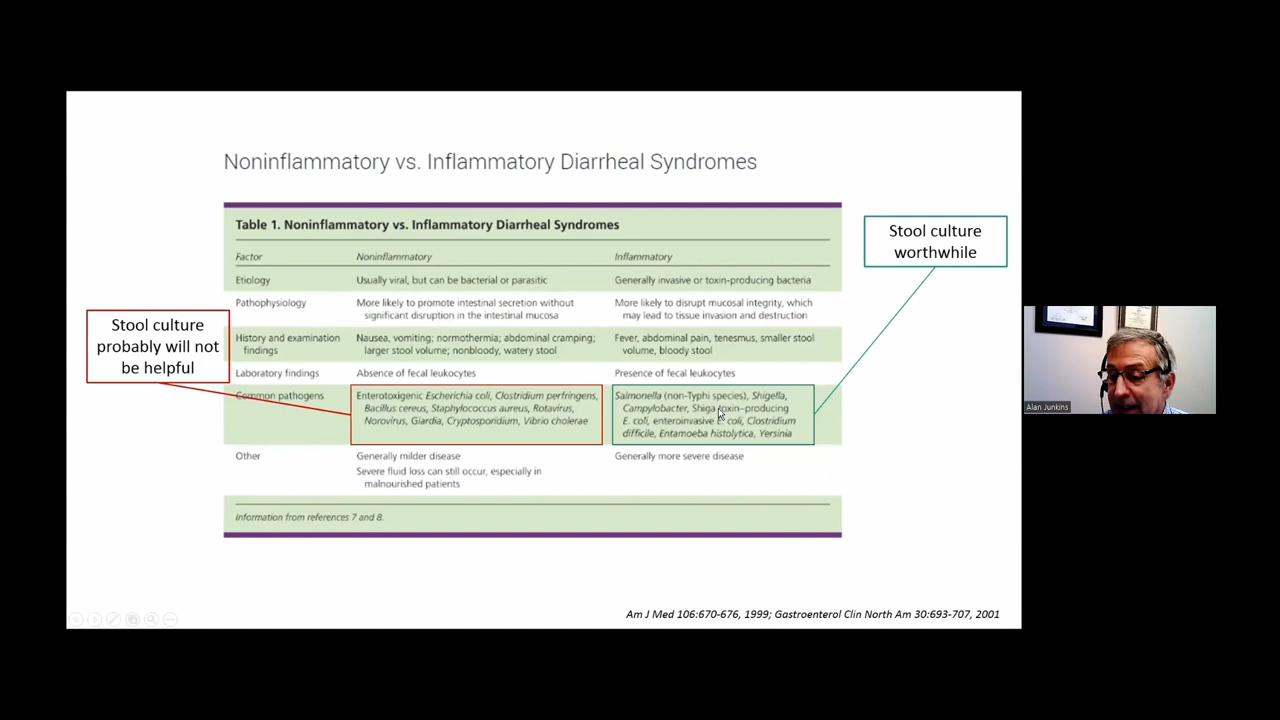 Noninflammatory vs. Inflammatory Diarrheal Syndromes
Table 1. Noninflammatory vs. Inflammatory Diarrheal Syndromes
Factor Noninflammatory Inflammatory
Etiology Usually viral, but can be bacterial or parasitic Generally invasive or toxin-producing bacteria
Pathophysiology More likely to promote intestinal secretion without More likely to disrupt mucosal integrity, which
significant disruption in the intestinal mucosa may lead to tissue invasion and destruction
History and examination Nausea, vomiting; normothermia; abdominal cramping; Fever, abdominal pain, tenesmus, smaller stool
findings larger stool volume; nonbloody, watery stool volume, bloody stool
Laboratory findings Absence of fecal leukocytes Presence of fecal leukocytes
Common pathogens Enterotoxigenic Escherichia coli, Clostridium perfringens, Salmonella (non-Typhi species), Shigella,
Bacillus cereus, Staphylococcus aureus, Rotavirus, Campylobacter, Shiga toxin–producing
Norovirus, Giardia, Cryptosporidium, Vibrio cholerae E. coli, enteroinvasive E. coli, Clostridium
difficile, Entamoeba histolytica, Yersinia
Other Generally milder disease Generally more severe disease
Severe fluid loss can still occur, especially in
malnourished patients
Information from references 7 and 8.
Stool culture
probably will not
be helpful
Stool culture
worthwhile
Am J Med 106:670-676, 1999; Gastroenterol Clin North Am 30:693-707, 2001
Alan Junkins